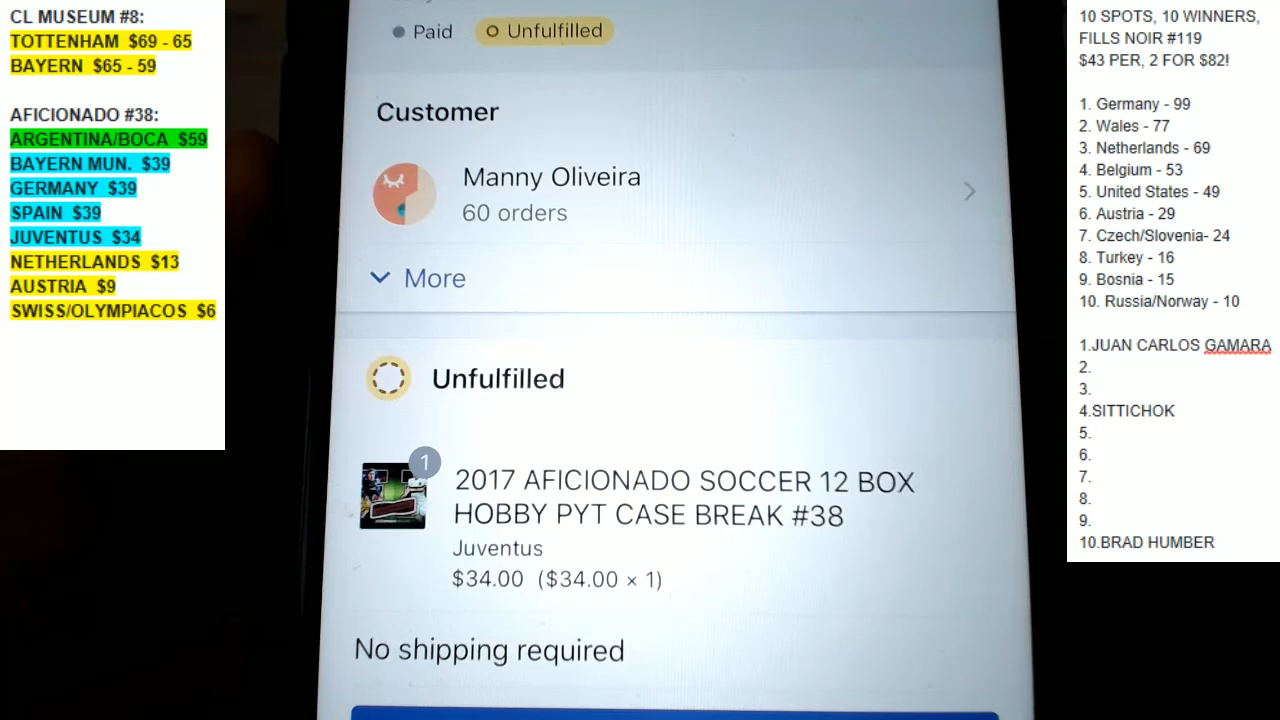 CL MUSEUM #8:
TOTTENHAM $69 - 65
BAYERN $65 - 59
AFICIONADO #38:
ARGENTINA/BOCA $59
BAYERN MUN. $39
GERMANY $39
SPAIN $39
JUVENTUS $34
NETHERLANDS $13
AUSTRIA $9
SWISS/OLYMPIACOS $6
Paid Unfulfilled
Customer
Manny Oliveira
60 orders
More
Unfulfilled
1
2017 AFICIONADO SOCCER 12 BOX
HOBBY PYT CASE BREAK #38
Juventus
$34.00 ($34.00 × 1)
No shipping required
10 SPOTS, 10 WINNERS,
FILLS NOIR #119
$43 PER, 2 FOR $82!
1. Germany - 99
2. Wales - 77
3. Netherlands - 69
4. Belgium - 53
5. United States - 49
6. Austria - 29
7. Czech/Slovenia- 24
8. Turkey - 16
9. Bosnia - 15
10. Russia/Norway - 10
1.JUAN CARLOS GAMARA
2.
3.
4.SITTICHOK
5.
6.
7.
8.
9.
10.BRAD HUMBER